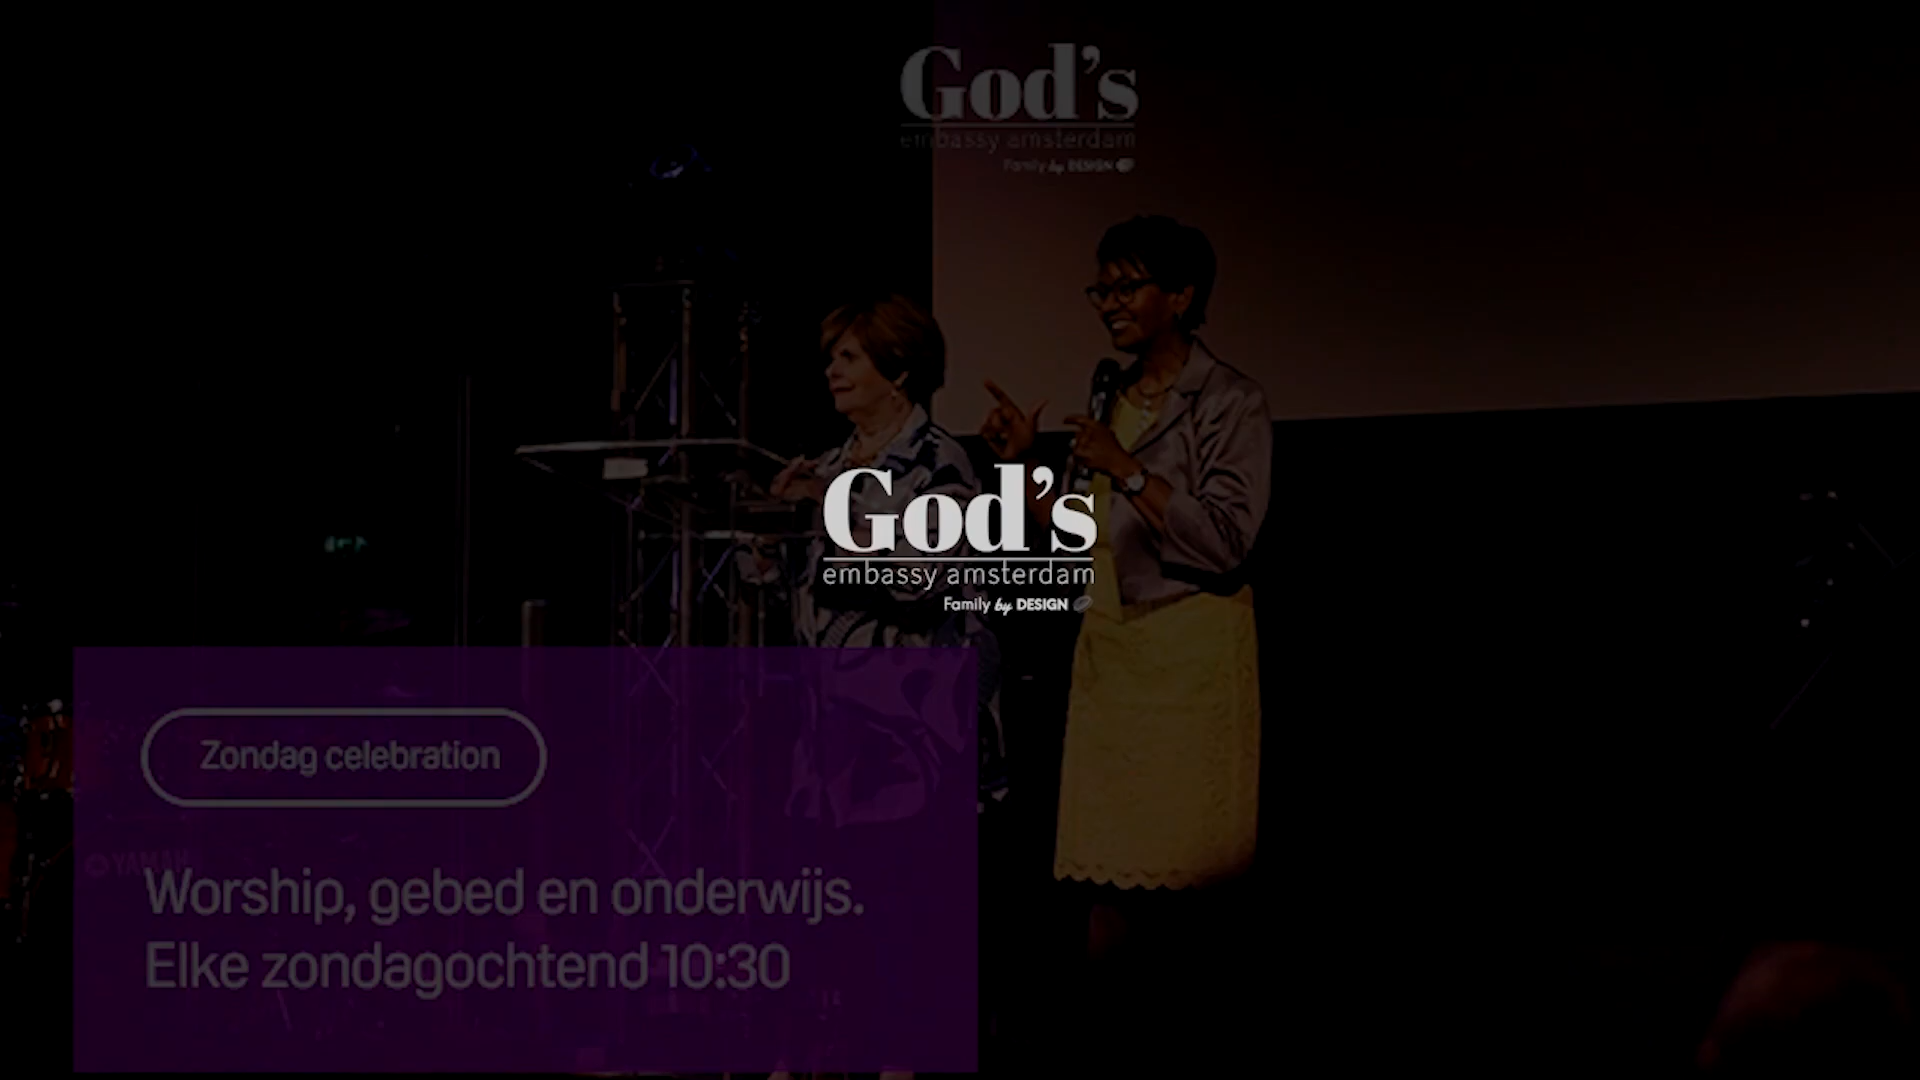 God's
embassy amsterdam
Family by DESIGN
God's
embassy amsterdam
Family by DESIGN
Zondag celebration
YAMAH
Worship, gebed en onderwijs.
Elke zondagochtend 10:30